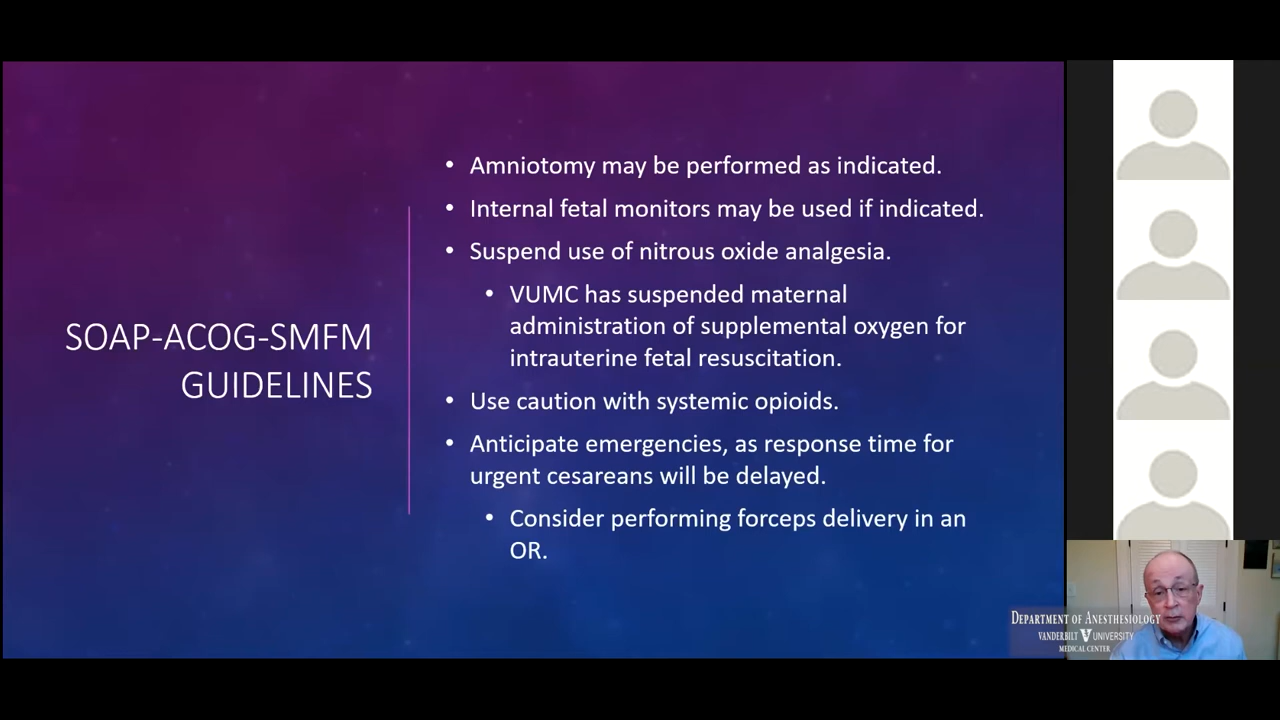 SOAP-ACOG-SMFM
GUIDELINES
• Amniotomy may be performed as indicated.
• Internal fetal monitors may be used if indicated.
• Suspend use of nitrous oxide analgesia.
• VUMC has suspended maternal
administration of supplemental oxygen for
intrauterine fetal resuscitation.
• Use caution with systemic opioids.
• Anticipate emergencies, as response time for
urgent cesareans will be delayed.
• Consider performing forceps delivery in an
OR.
DEPARTMENT OF ANESTHESIOLOGY
VANDERBILT V UNIVERSITY
MEDICAL CENTER